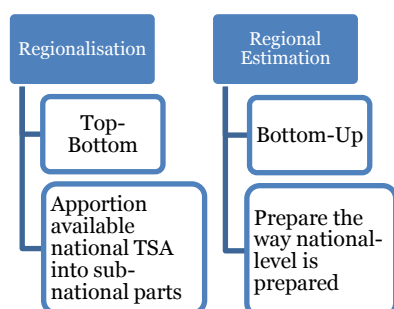 Regionalisation
Top-
Bottom
Apportion
available
national TSA
into sub-
national parts
Regional
Estimation
Bottom-Up
Prepare the
way national-
level is
prepared